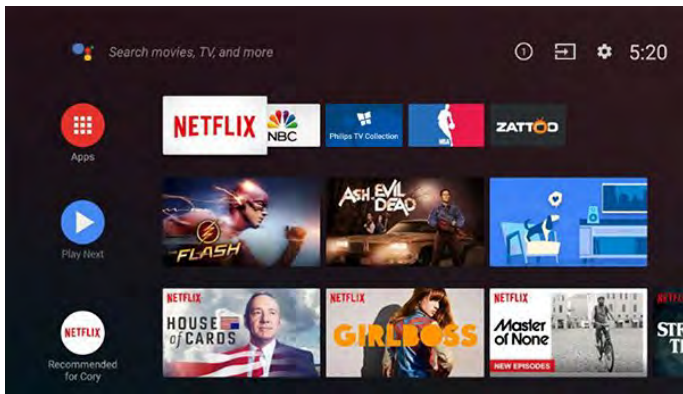 Search movies, TV, and more
1
5:20
Apps
NETFLIX
NBC
Philips TV Collection
NBA
ZATTOO
Play Next
THE FLASH
ASH VS EVIL DEAD
NETFLIX
Recommended
for Cory
NETFLIX
HOUSE
of CARDS
NETFLIX
GIRLBOSS
NETFLIX
Master
of None
NEW EPISODES